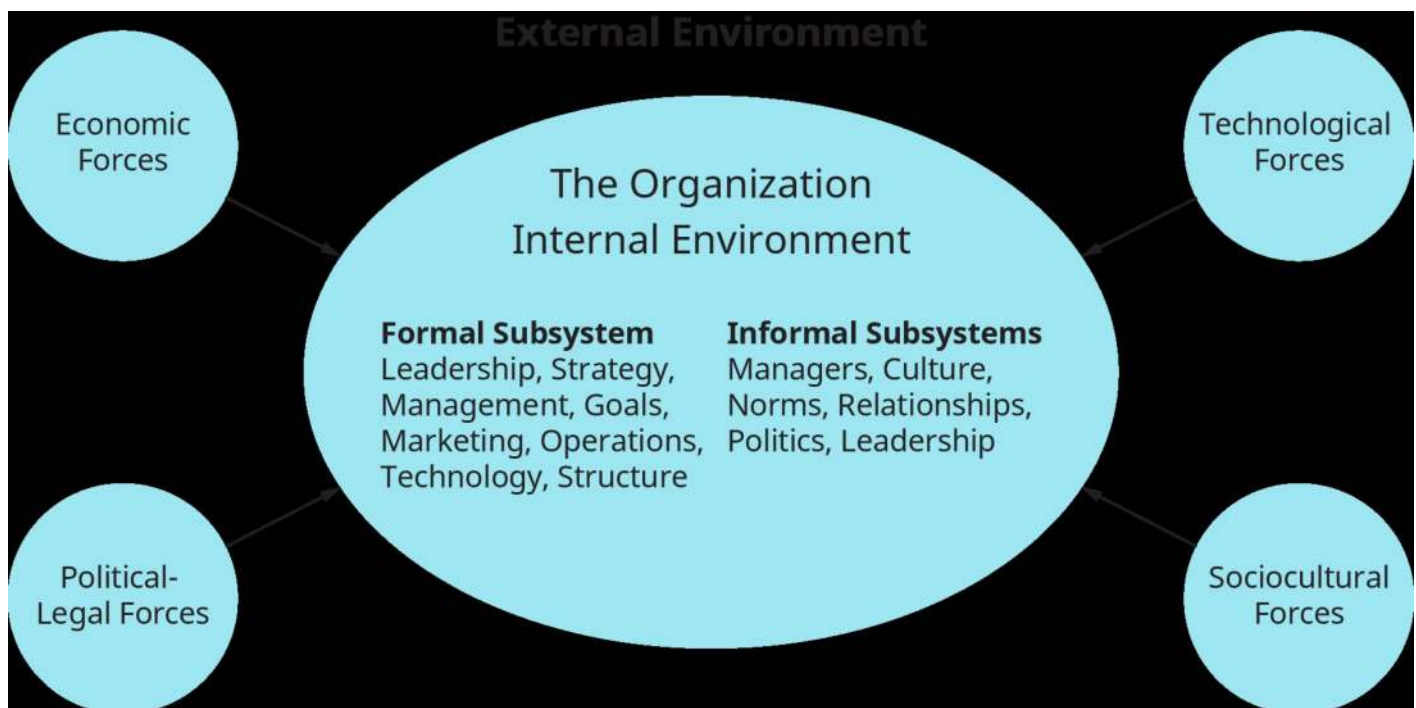 External Environment
Economic
Forces
Technological
Forces
The Organization
Internal Environment
Formal Subsystem
Leadership, Strategy,
Management, Goals,
Marketing, Operations,
Technology, Structure
Informal Subsystems
Managers, Culture,
Norms, Relationships,
Politics, Leadership
Political-
Legal Forces
Sociocultural
Forces